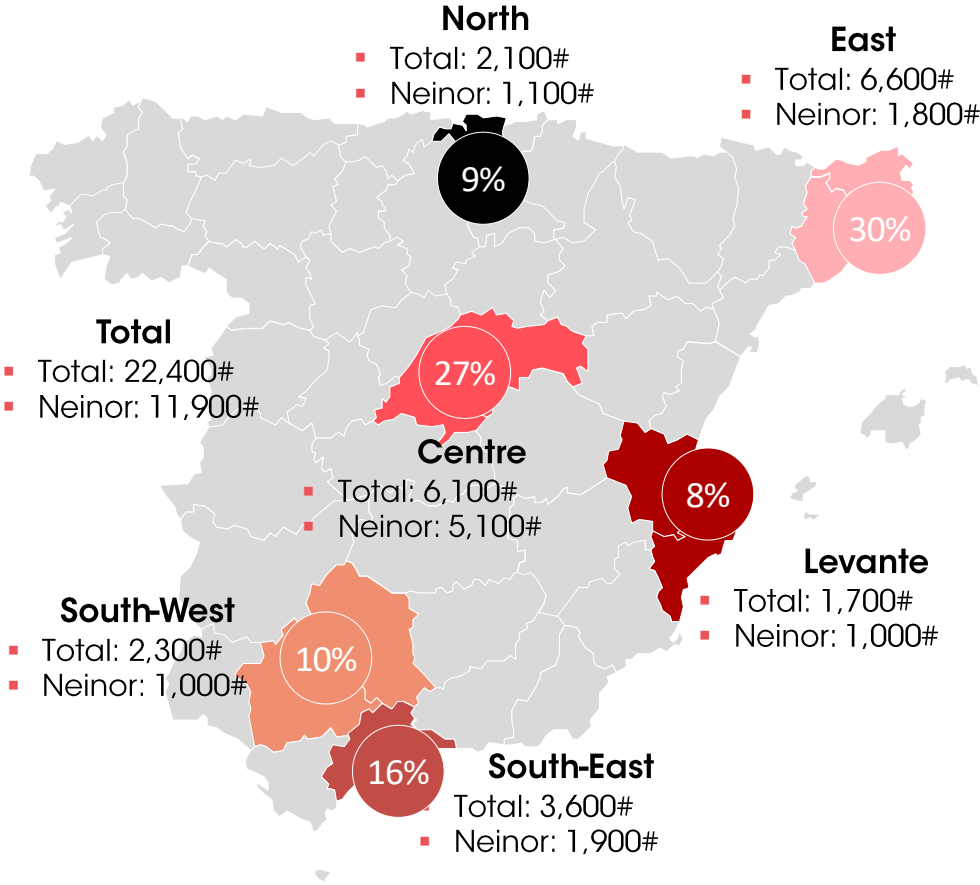 North
▪ Total: 2,100#
▪ Neinor: 1,100#
9%
East
▪ Total: 6,600#
▪ Neinor: 1,800#
30%
Total
▪ Total: 22,400#
▪ Neinor: 11,900#
27%
Centre
▪ Total: 6,100#
▪ Neinor: 5,100#
8%
Levante
▪ Total: 1,700#
▪ Neinor: 1,000#
South-West
▪ Total: 2,300#
▪ Neinor: 1,000#
10%
16%
South-East
▪ Total: 3,600#
▪ Neinor: 1,900#